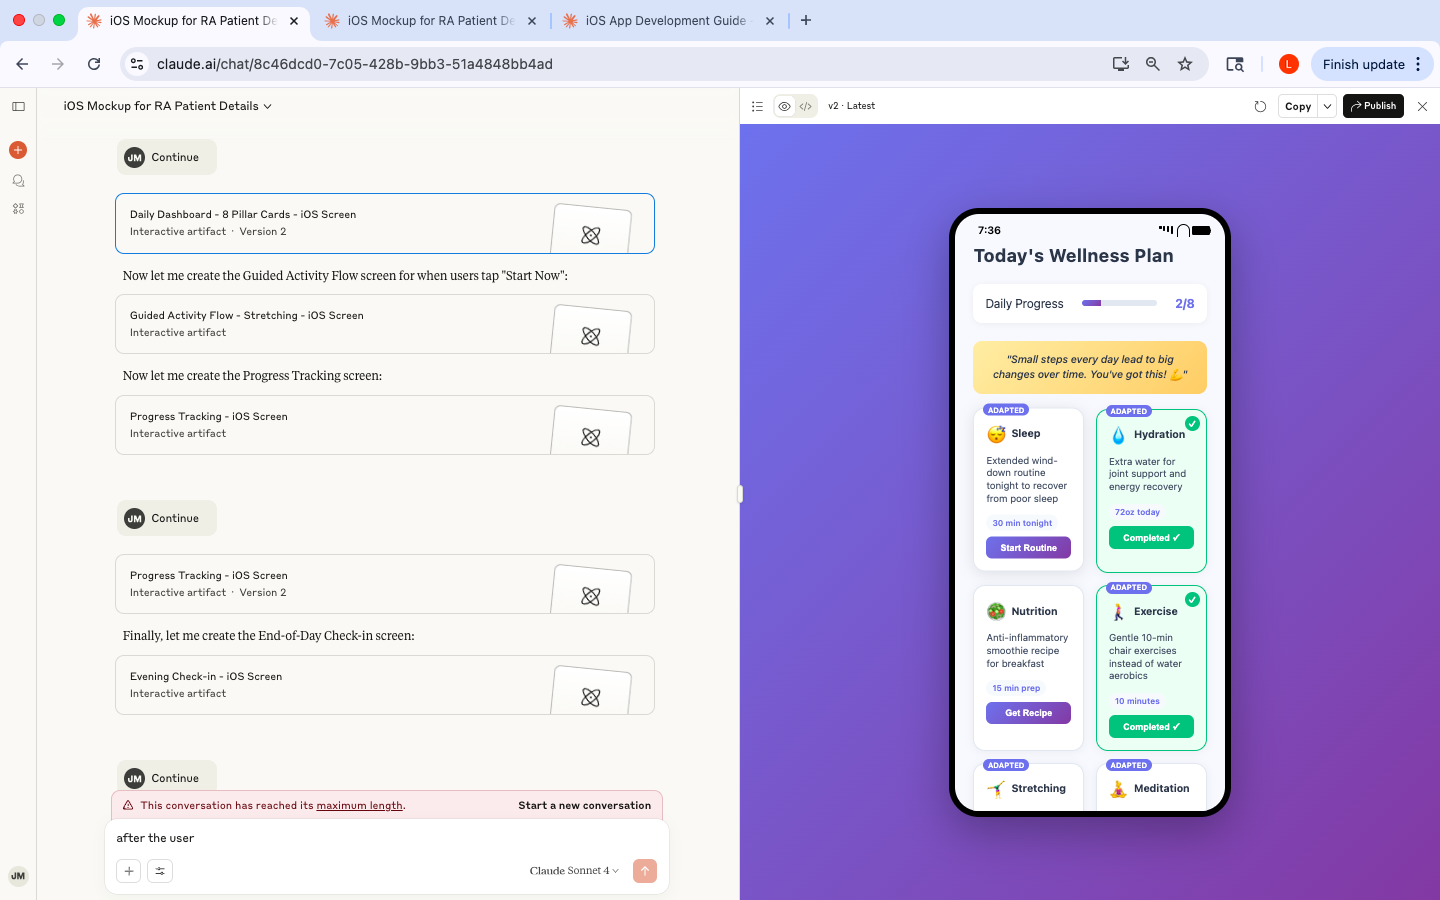 iOS Mockup for RA Patient De
iOS Mockup for RA Patient De
iOS App Development Guide
claude.ai/chat/8c46dcd0-7c05-428b-9bb3-51a4848bb4ad
L
Finish update
iOS Mockup for RA Patient Details
JM Continue
Daily Dashboard - 8 Pillar Cards - iOS Screen
Interactive artifact · Version 2
Now let me create the Guided Activity Flow screen for when users tap "Start Now":
Guided Activity Flow - Stretching - iOS Screen
Interactive artifact
Now let me create the Progress Tracking screen:
Progress Tracking - iOS Screen
Interactive artifact
JM Continue
Progress Tracking - iOS Screen
Interactive artifact · Version 2
Finally, let me create the End-of-Day Check-in screen:
Evening Check-in - iOS Screen
Interactive artifact
JM Continue
This conversation has reached its maximum length.
Start a new conversation
after the user
Claude Sonnet 4
JM
v2 · Latest
Copy
Publish
7:36
Today's Wellness Plan
Daily Progress
2/8
"Small steps every day lead to big
changes over time. You've got this! 💪"
ADAPTED
Sleep
Extended wind-
down routine
tonight to recover
from poor sleep
30 min tonight
Start Routine
ADAPTED
Hydration
Extra water for
joint support and
energy recovery
72oz today
Completed ✓
Nutrition
Anti-inflammatory
smoothie recipe
for breakfast
15 min prep
Get Recipe
ADAPTED
Exercise
Gentle 10-min
chair exercises
instead of water
aerobics
10 minutes
Completed ✓
ADAPTED
Stretching
ADAPTED
Meditation